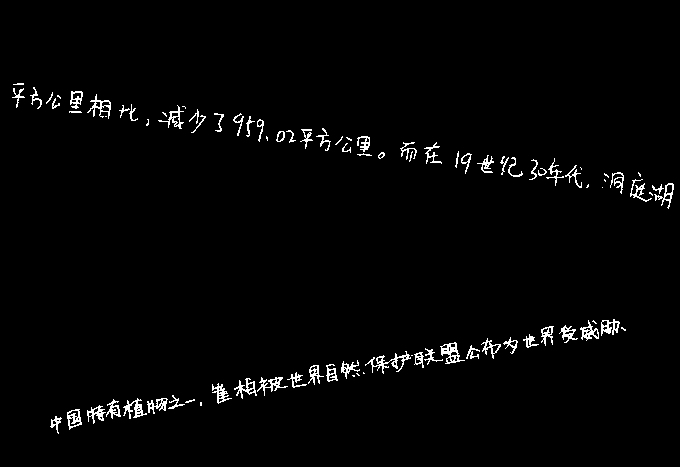 平方公里相比,减少了959.02平方公里。而在19世纪30年代,洞庭湖
中国特有植物之一,崔柏被世界自然保护联盟公布为世界受威胁、